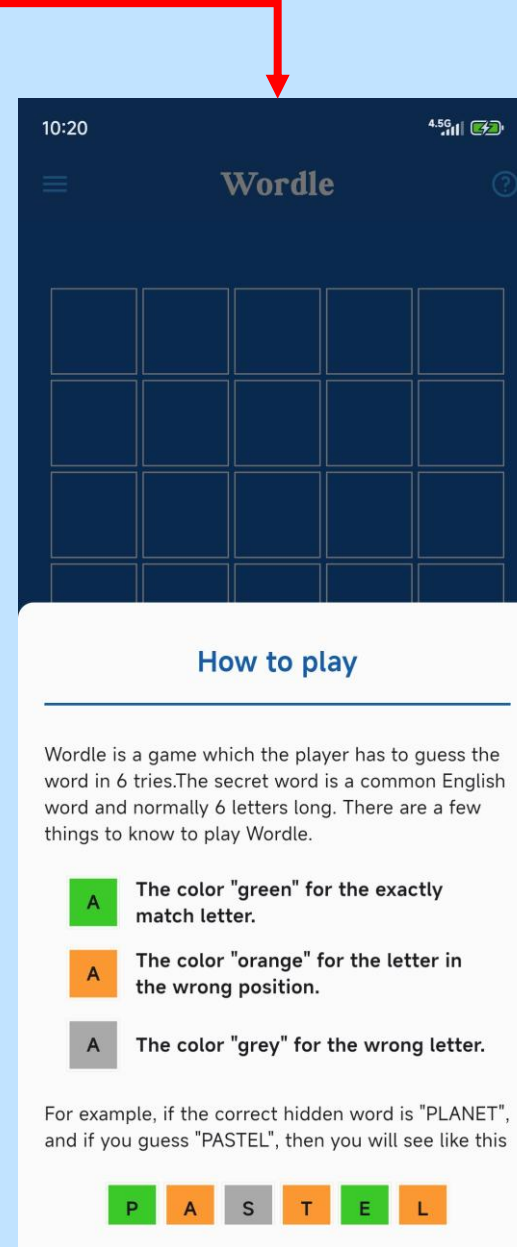 10:20
4.5G
Wordle
?
How to play
Wordle is a game which the player has to guess the
word in 6 tries.The secret word is a common English
word and normally 6 letters long. There are a few
things to know to play Wordle.
A
The color "green" for the exactly
match letter.
A
The color "orange" for the letter in
the wrong position.
A
The color "grey" for the wrong letter.
For example, if the correct hidden word is "PLANET",
and if you guess "PASTEL", then you will see like this
P A S T E L